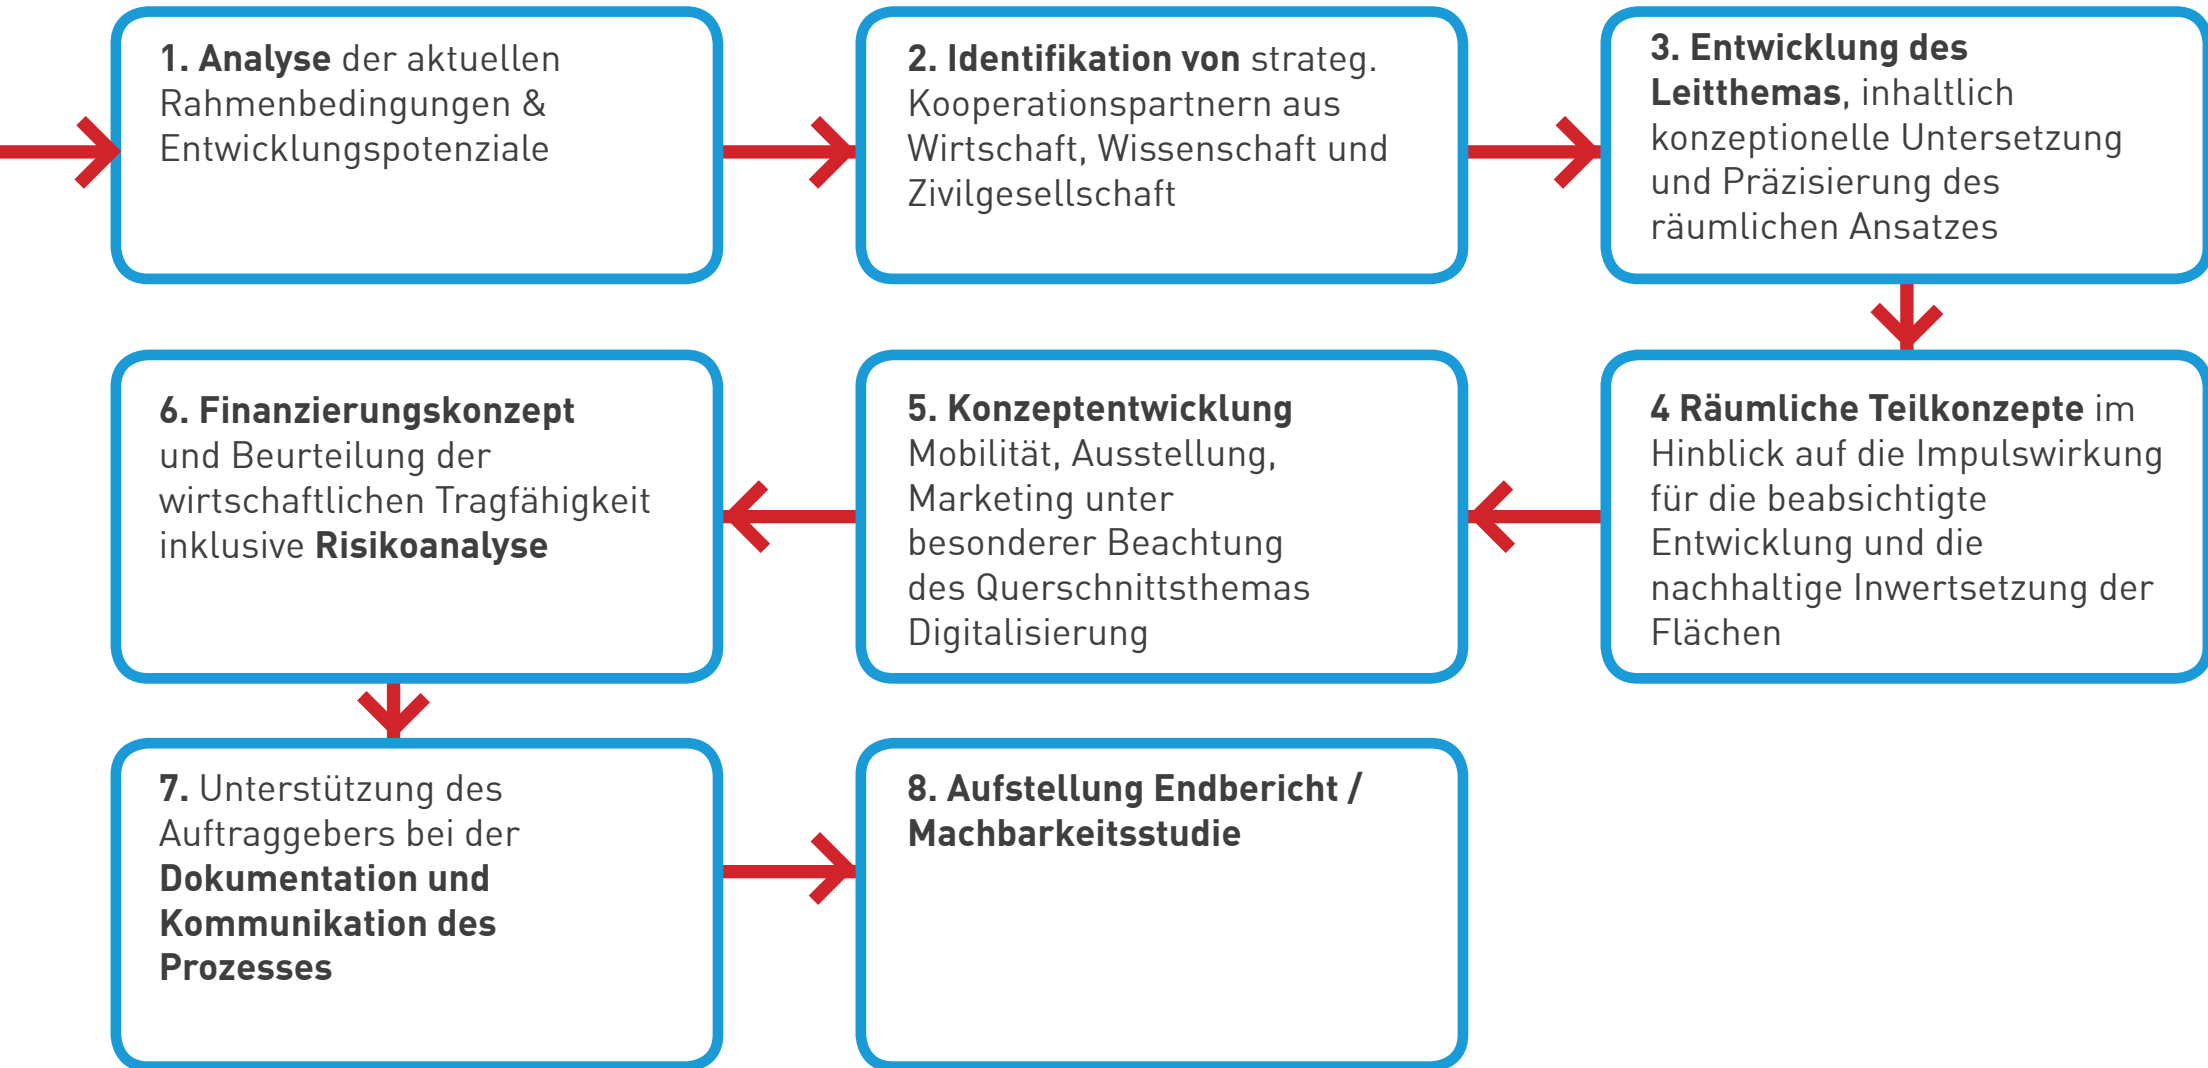 1. Analyse der aktuellen
Rahmenbedingungen &
Entwicklungspotenziale
2. Identifikation von strateg.
Kooperationspartnern aus
Wirtschaft, Wissenschaft und
Zivilgesellschaft
3. Entwicklung des
Leitthemas, inhaltlich
konzeptionelle Untersetzung
und Präzisierung des
räumlichen Ansatzes
4 Räumliche Teilkonzepte im
Hinblick auf die Impulswirkung
für die beabsichtigte
Entwicklung und die
nachhaltige Inwertsetzung der
Flächen
5. Konzeptentwicklung
Mobilität, Ausstellung,
Marketing unter
besonderer Beachtung
des Querschnittsthemas
Digitalisierung
6. Finanzierungskonzept
und Beurteilung der
wirtschaftlichen Tragfähigkeit
inklusive Risikoanalyse
7. Unterstützung des
Auftraggebers bei der
Dokumentation und
Kommunikation des
Prozesses
8. Aufstellung Endbericht /
Machbarkeitsstudie